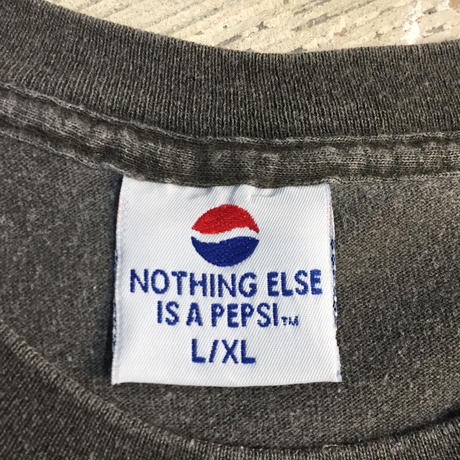 NOTHING ELSE
IS A PEPSI™
L/XL